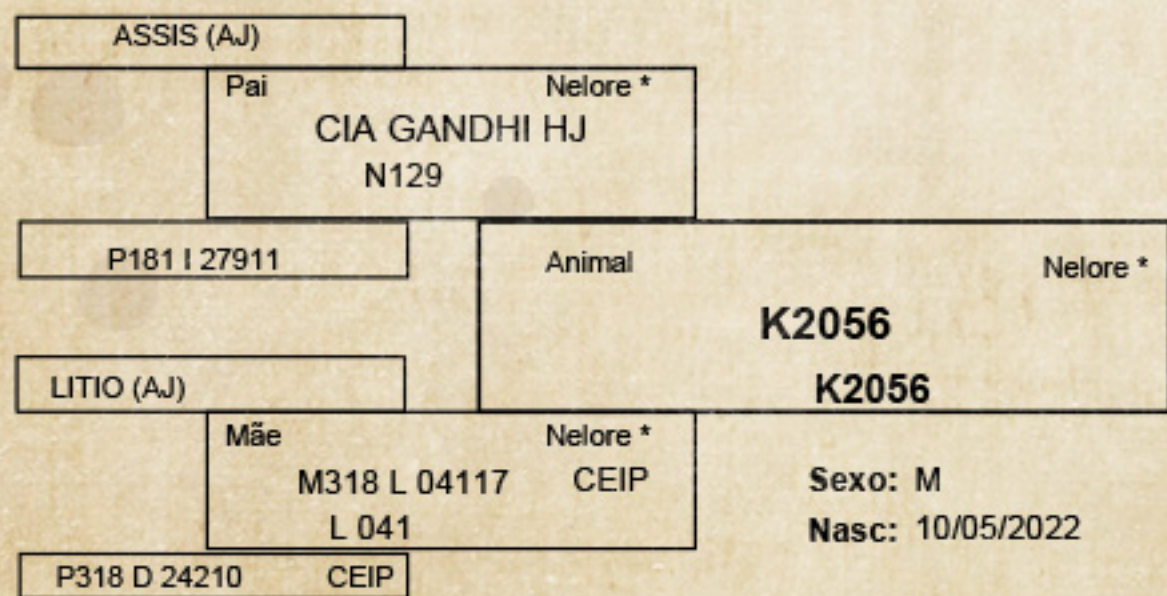 ASSIS (AJ)
Pai Nelore *
CIA GANDHI HJ
N129
P181 I 27911
Animal Nelore *
K2056
K2056
LITIO (AJ)
Mãe Nelore *
M318 L 04117 CEIP
L 041
Sexo: M
Nasc: 10/05/2022
P318 D 24210 CEIP